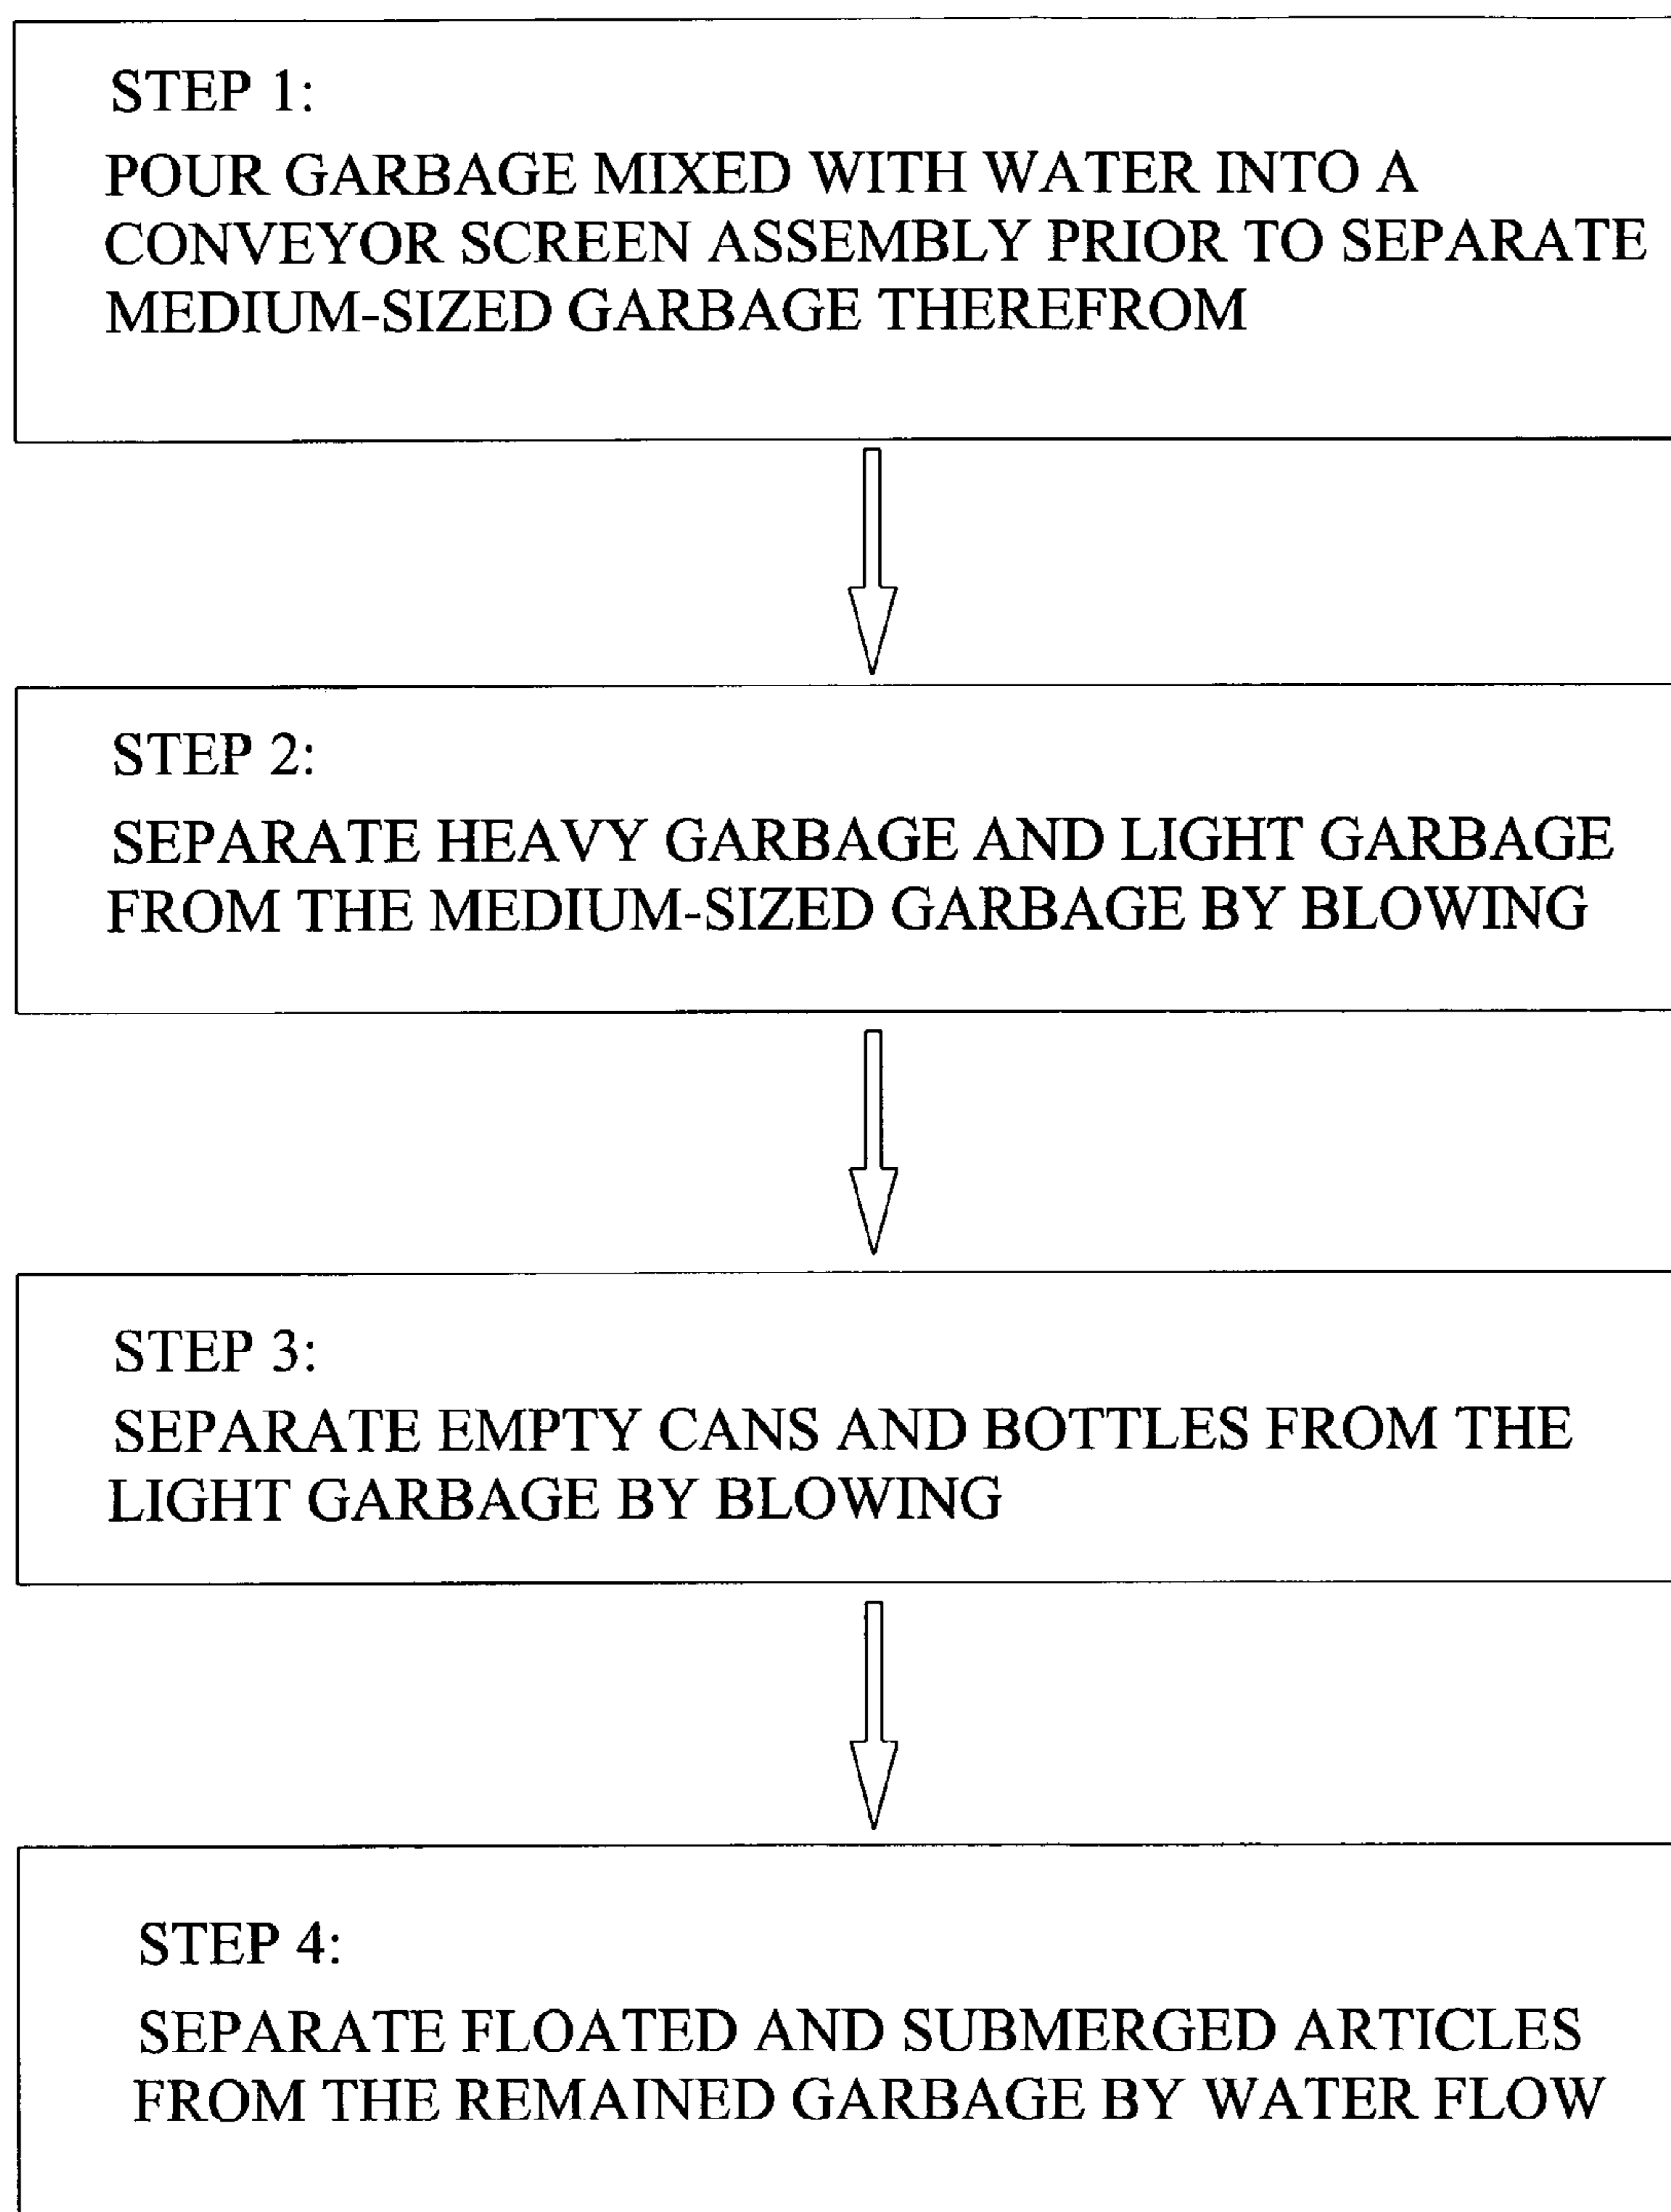 STEP 1:
POUR GARBAGE MIXED WITH WATER INTO A
CONVEYOR SCREEN ASSEMBLY PRIOR TO SEPARATE
MEDIUM-SIZED GARBAGE THEREFROM
STEP 2:
SEPARATE HEAVY GARBAGE AND LIGHT GARBAGE
FROM THE MEDIUM-SIZED GARBAGE BY BLOWING
STEP 3:
SEPARATE EMPTY CANS AND BOTTLES FROM THE
LIGHT GARBAGE BY BLOWING
STEP 4:
SEPARATE FLOATED AND SUBMERGED ARTICLES
FROM THE REMAINED GARBAGE BY WATER FLOW